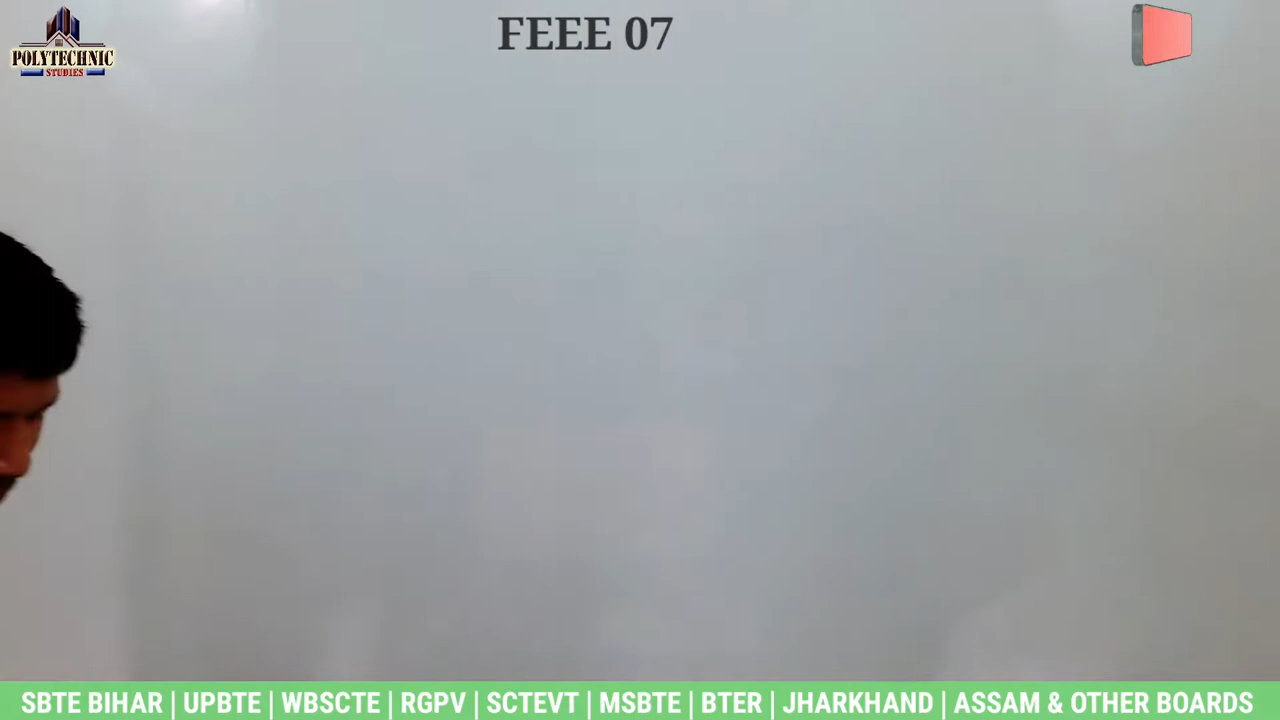 FEEE 07
POLYTECHNIC
STUDIES
SBTE BIHAR | UPBTE | WBSCTE | RGPV | SCTEVT | MSBTE | BTER | JHARKHAND | ASSAM & OTHER BOARDS